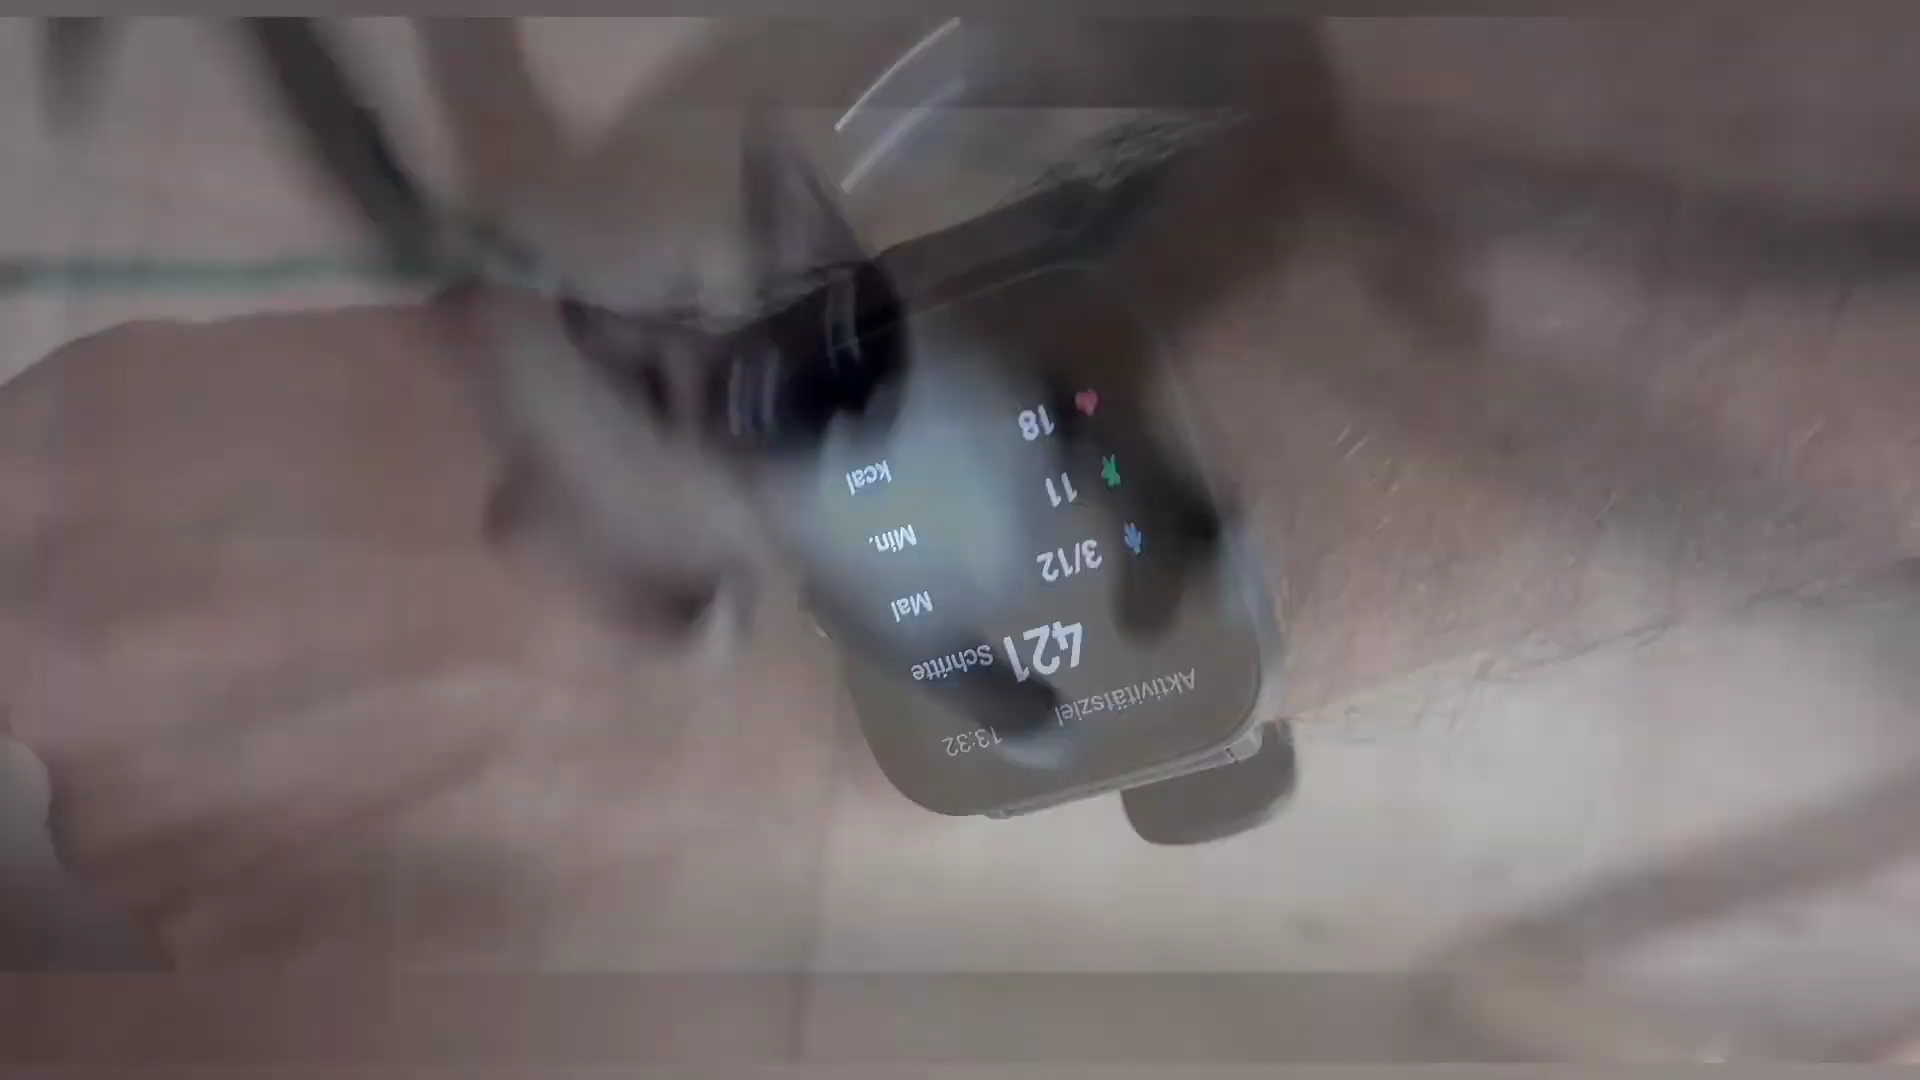 13:32
Aktivitätsziel
421 Schritte
3/12 Mal
11 Min.
18 kcal